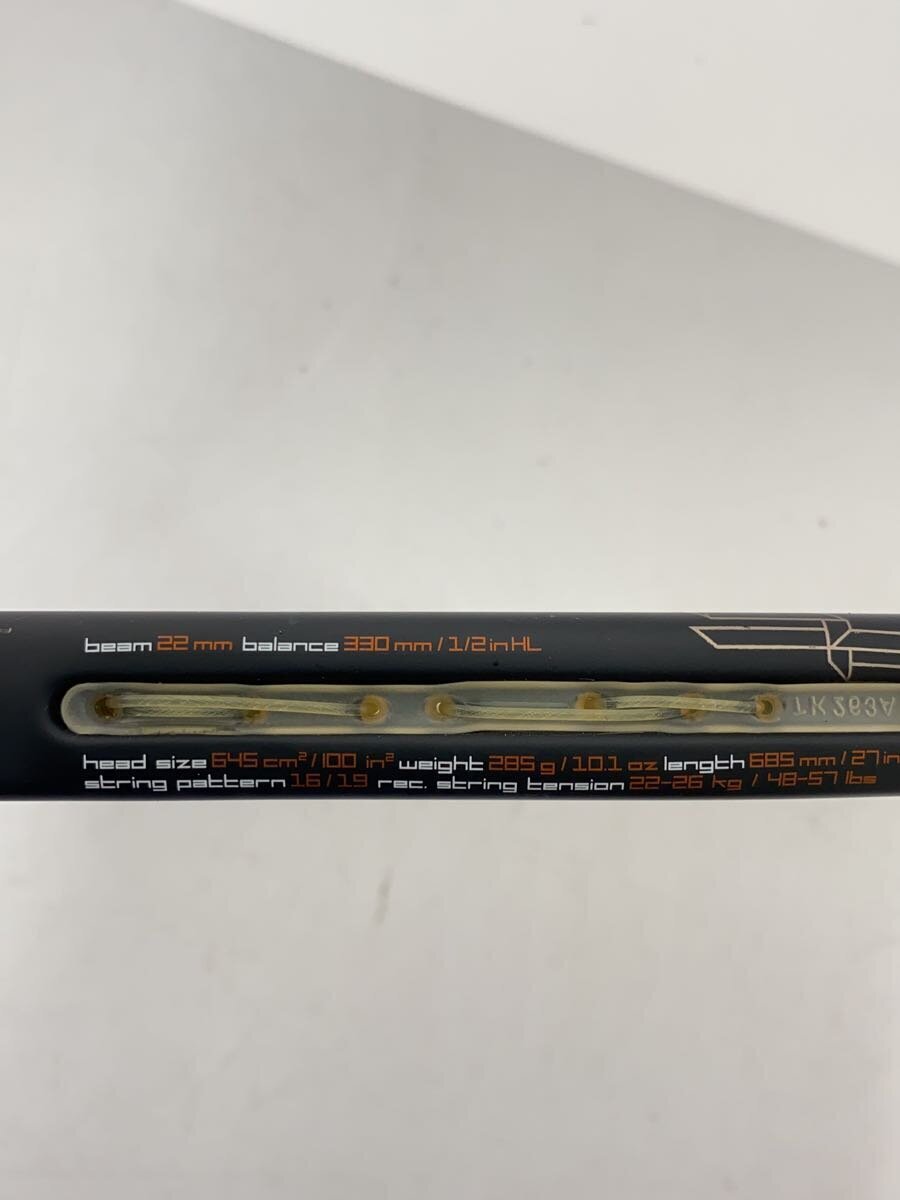 beam 22 mm balance 330 mm / 1/2 in HL
TK 263A
head size 645 cm²/100 in² weight 285 g / 10.1 oz length 685 mm / 27 in
string pattern 16 / 19 rec. string tension 22-26 kg / 48-57 lbs